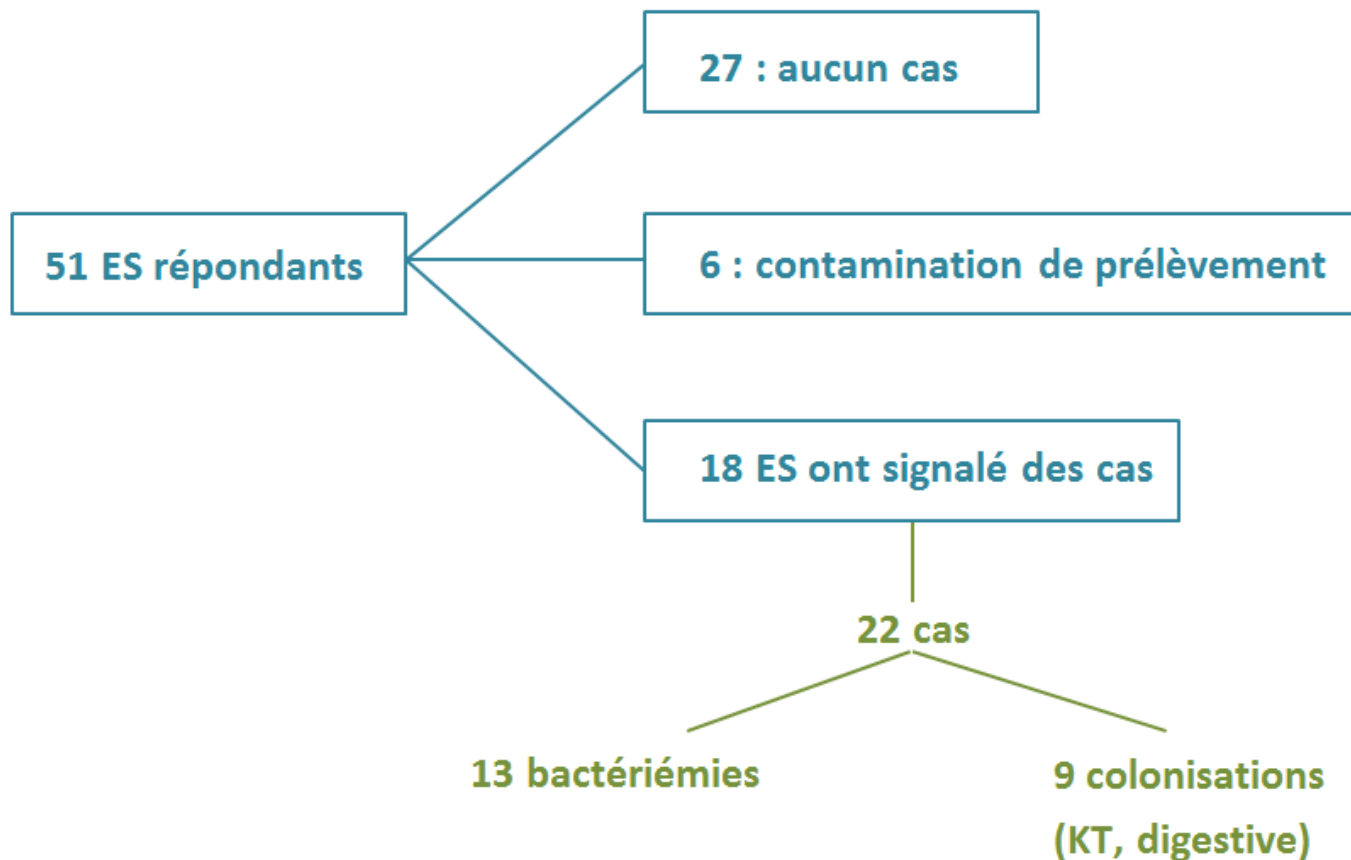 27 : aucun cas
51 ES répondants
6 : contamination de prélèvement
18 ES ont signalé des cas
22 cas
13 bactériémies
9 colonisations
(KT, digestive)